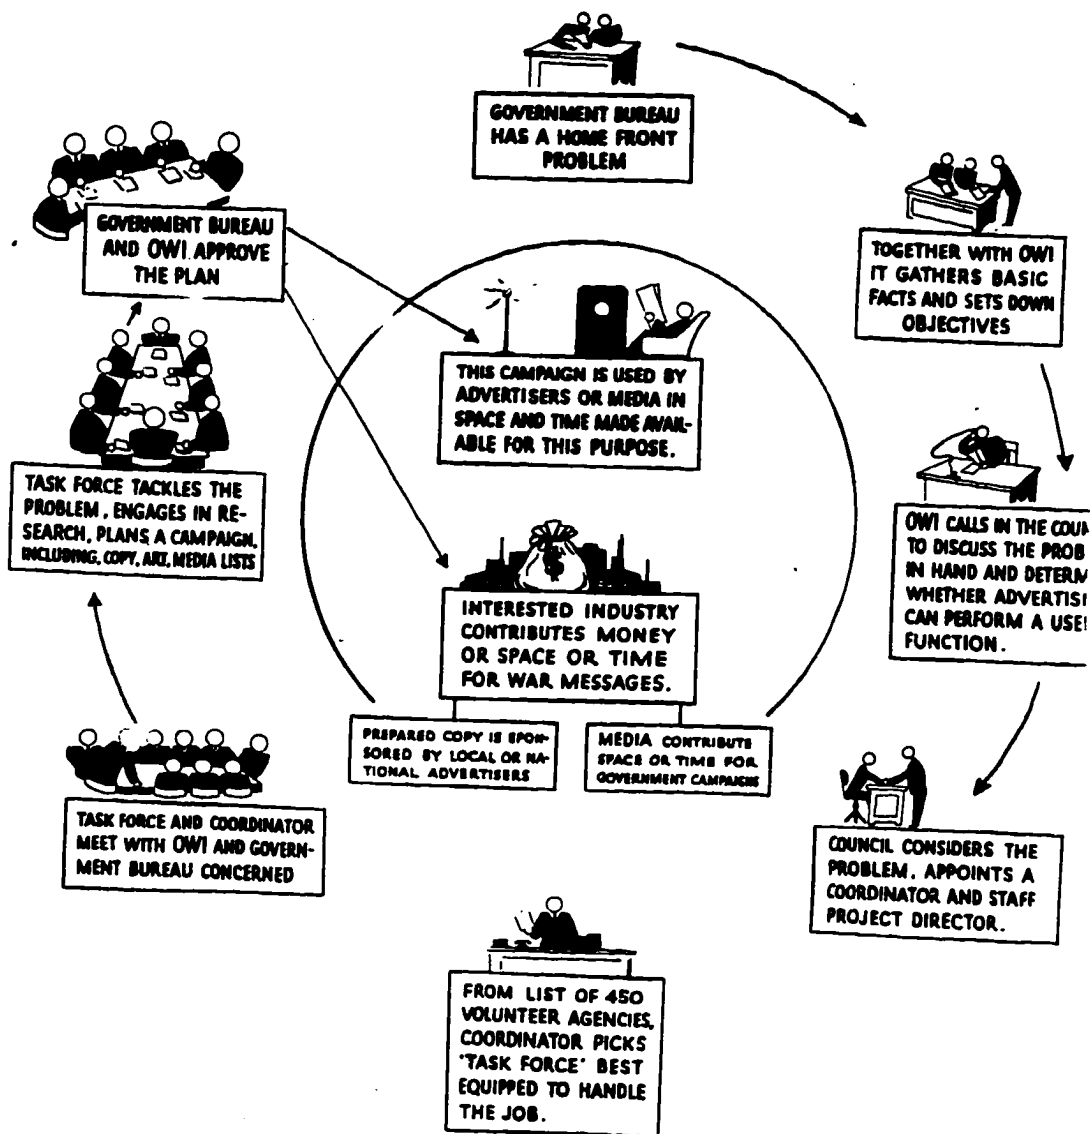 GOVERNMENT BUREAU
HAS A HOME FRONT
PROBLEM
TOGETHER WITH OWI
IT GATHERS BASIC
FACTS AND SETS DOWN
OBJECTIVES
OWI CALLS IN THE COUN
TO DISCUSS THE PROB
IN HAND AND DETERM
WHETHER ADVERTISI
CAN PERFORM A USE
FUNCTION.
COUNCIL CONSIDERS THE
PROBLEM. APPOINTS A
COORDINATOR AND STAFF
PROJECT DIRECTOR.
FROM LIST OF 450
VOLUNTEER AGENCIES,
COORDINATOR PICKS
"TASK FORCE" BEST
EQUIPPED TO HANDLE
THE JOB.
TASK FORCE AND COORDINATOR
MEET WITH OWI AND GOVERN-
MENT BUREAU CONCERNED
TASK FORCE TACKLES THE
PROBLEM, ENGAGES IN RE-
SEARCH, PLANS A CAMPAIGN,
INCLUDING, COPY, ART, MEDIA LISTS
GOVERNMENT BUREAU
AND OWI APPROVE
THE PLAN
THIS CAMPAIGN IS USED BY
ADVERTISERS OR MEDIA IN
SPACE AND TIME MADE AVAIL-
ABLE FOR THIS PURPOSE.
$
INTERESTED INDUSTRY
CONTRIBUTES MONEY
OR SPACE OR TIME
FOR WAR MESSAGES.
PREPARED COPY IS SPON-
SORED BY LOCAL OR NA-
TIONAL ADVERTISERS
MEDIA CONTRIBUTE
SPACE OR TIME FOR
GOVERNMENT CAMPAIGNS